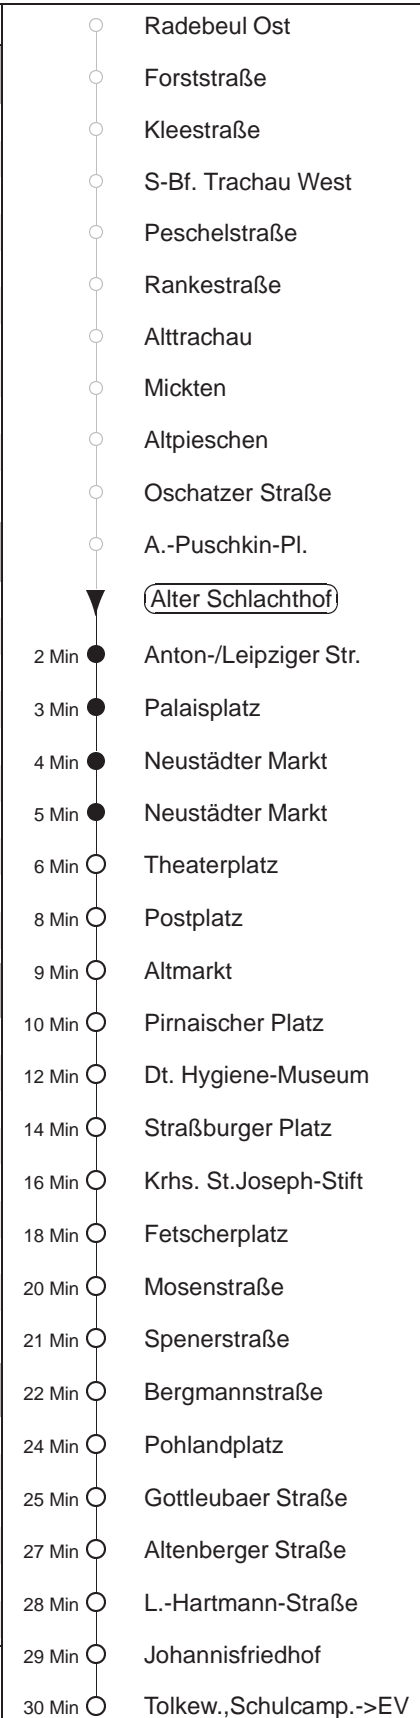 Radebeul Ost
Forststraße
Kleestraße
S-Bf. Trachau West
Peschelstraße
Rankestraße
Alttrachau
Mickten
Altpieschen
Oschatzer Straße
A.-Puschkin-Pl.
Alter Schlachthof
2 Min Anton-/Leipziger Str.
3 Min Palaisplatz
4 Min Neustädter Markt
5 Min Neustädter Markt
6 Min Theaterplatz
8 Min Postplatz
9 Min Altmarkt
10 Min Pirnaischer Platz
12 Min Dt. Hygiene-Museum
14 Min Straßburger Platz
16 Min Krhs. St.Joseph-Stift
18 Min Fetscherplatz
20 Min Mosenstraße
21 Min Spenerstraße
22 Min Bergmannstraße
24 Min Pohlandplatz
25 Min Gottleubaer Straße
27 Min Altenberger Straße
28 Min L.-Hartmann-Straße
29 Min Johannisfriedhof
30 Min Tolkew.,Schulcamp.->EV